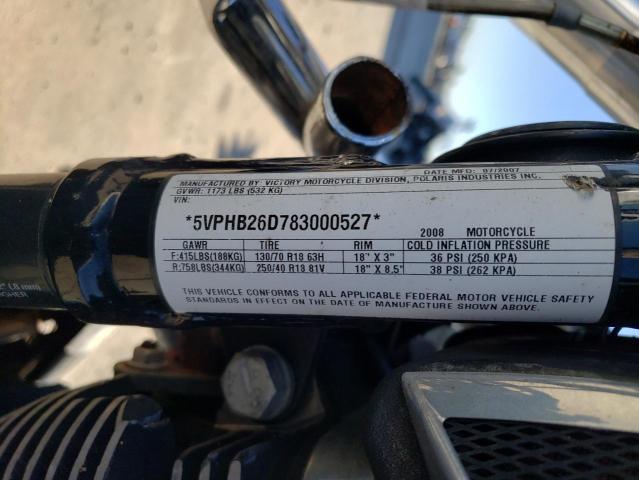 DATE MFD: 07/2007
MANUFACTURED BY: VICTORY MOTORCYCLE DIVISION, POLARIS INDUSTRIES INC.
GVWR: 1173 LBS (532 KG)
VIN:
*5VPHB26D783000527*
2008 MOTORCYCLE
GAWR TIRE RIM COLD INFLATION PRESSURE
F:415LBS(188KG) 130/70 R18 63H 18" X 3" 36 PSI (250 KPA)
R:758LBS(344KG) 250/40 R18 81V 18" X 8.5" 38 PSI (262 KPA)
THIS VEHICLE CONFORMS TO ALL APPLICABLE FEDERAL MOTOR VEHICLE SAFETY
STANDARDS IN EFFECT ON THE DATE OF MANUFACTURE SHOWN ABOVE.